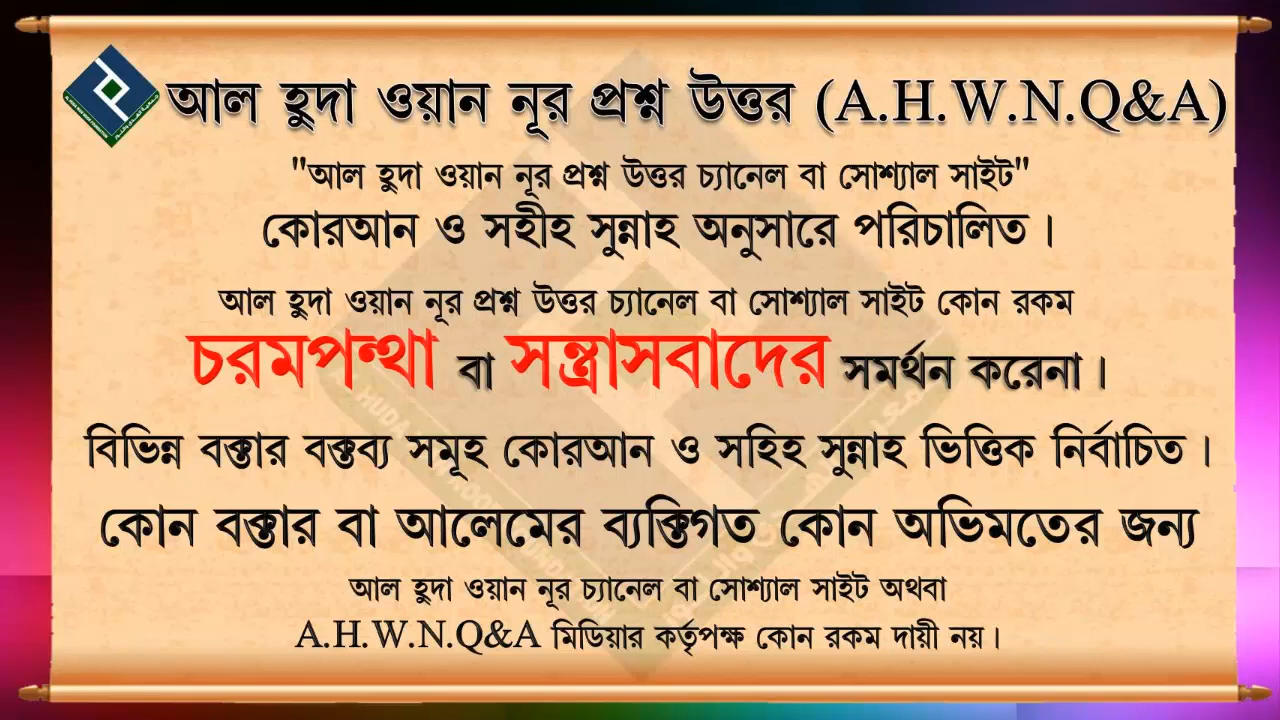 আল হুদা ওয়ান নূর প্রশ্ন উত্তর (A.H.W.N.Q&A)
"আল হুদা ওয়ান নূর প্রশ্ন উত্তর চ্যানেল বা সোশ্যাল সাইট"
কোরআন ও সহীহ সুন্নাহ অনুসারে পরিচালিত।
আল হুদা ওয়ান নূর প্রশ্ন উত্তর চ্যানেল বা সোশ্যাল সাইট কোন রকম
চরমপন্থা বা সন্ত্রাসবাদের সমর্থন করেনা।
বিভিন্ন বক্তার বক্তব্য সমূহ কোরআন ও সহিহ সুন্নাহ ভিত্তিক নির্বাচিত।
কোন বক্তার বা আলেমের ব্যক্তিগত কোন অভিমতের জন্য
আল হুদা ওয়ান নূর চ্যানেল বা সোশ্যাল সাইট অথবা
A.H.W.N.Q&A মিডিয়ার কর্তৃপক্ষ কোন রকম দায়ী নয়।